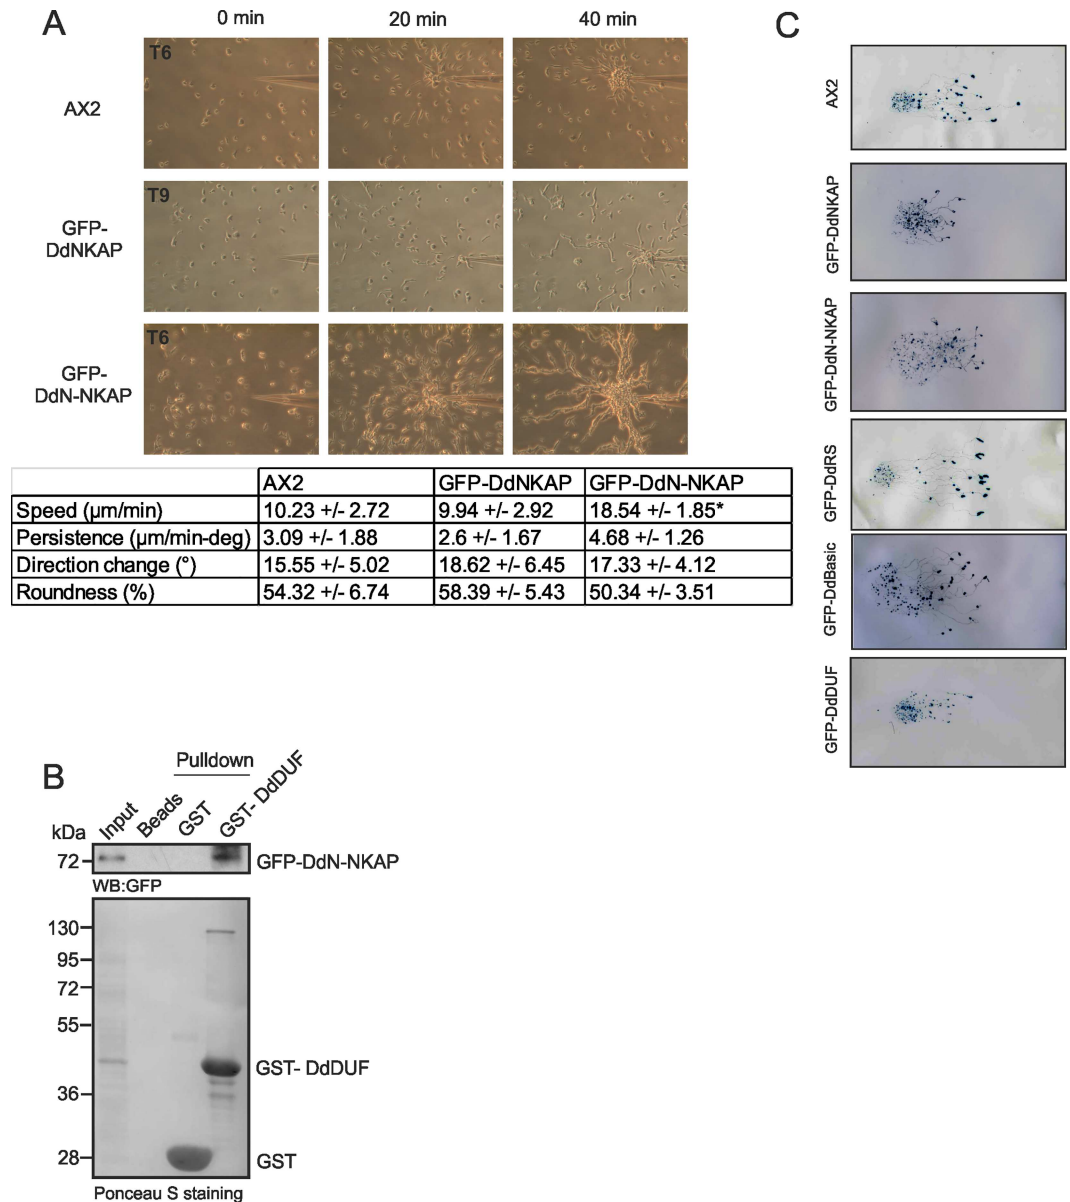 A
0 min 20 min 40 min
AX2
T6
GFP-
DdNKAP
T9
GFP-
DdN-NKAP
T6
AX2 GFP-DdNKAP GFP-DdN-NKAP
Speed (µm/min) 10.23 +/- 2.72 9.94 +/- 2.92 18.54 +/- 1.85*
Persistence (µm/min-deg) 3.09 +/- 1.88 2.6 +/- 1.67 4.68 +/- 1.26
Direction change (°) 15.55 +/- 5.02 18.62 +/- 6.45 17.33 +/- 4.12
Roundness (%) 54.32 +/- 6.74 58.39 +/- 5.43 50.34 +/- 3.51
B
Pulldown
kDa Input Beads GST GST- DdDUF
72 GFP-DdN-NKAP
WB:GFP
130
95
72
55
GST- DdDUF
36
28 GST
Ponceau S staining
C
AX2
GFP-DdNKAP
GFP-DdN-NKAP
GFP-DdRS
GFP-DdBasic
GFP-DdDUF